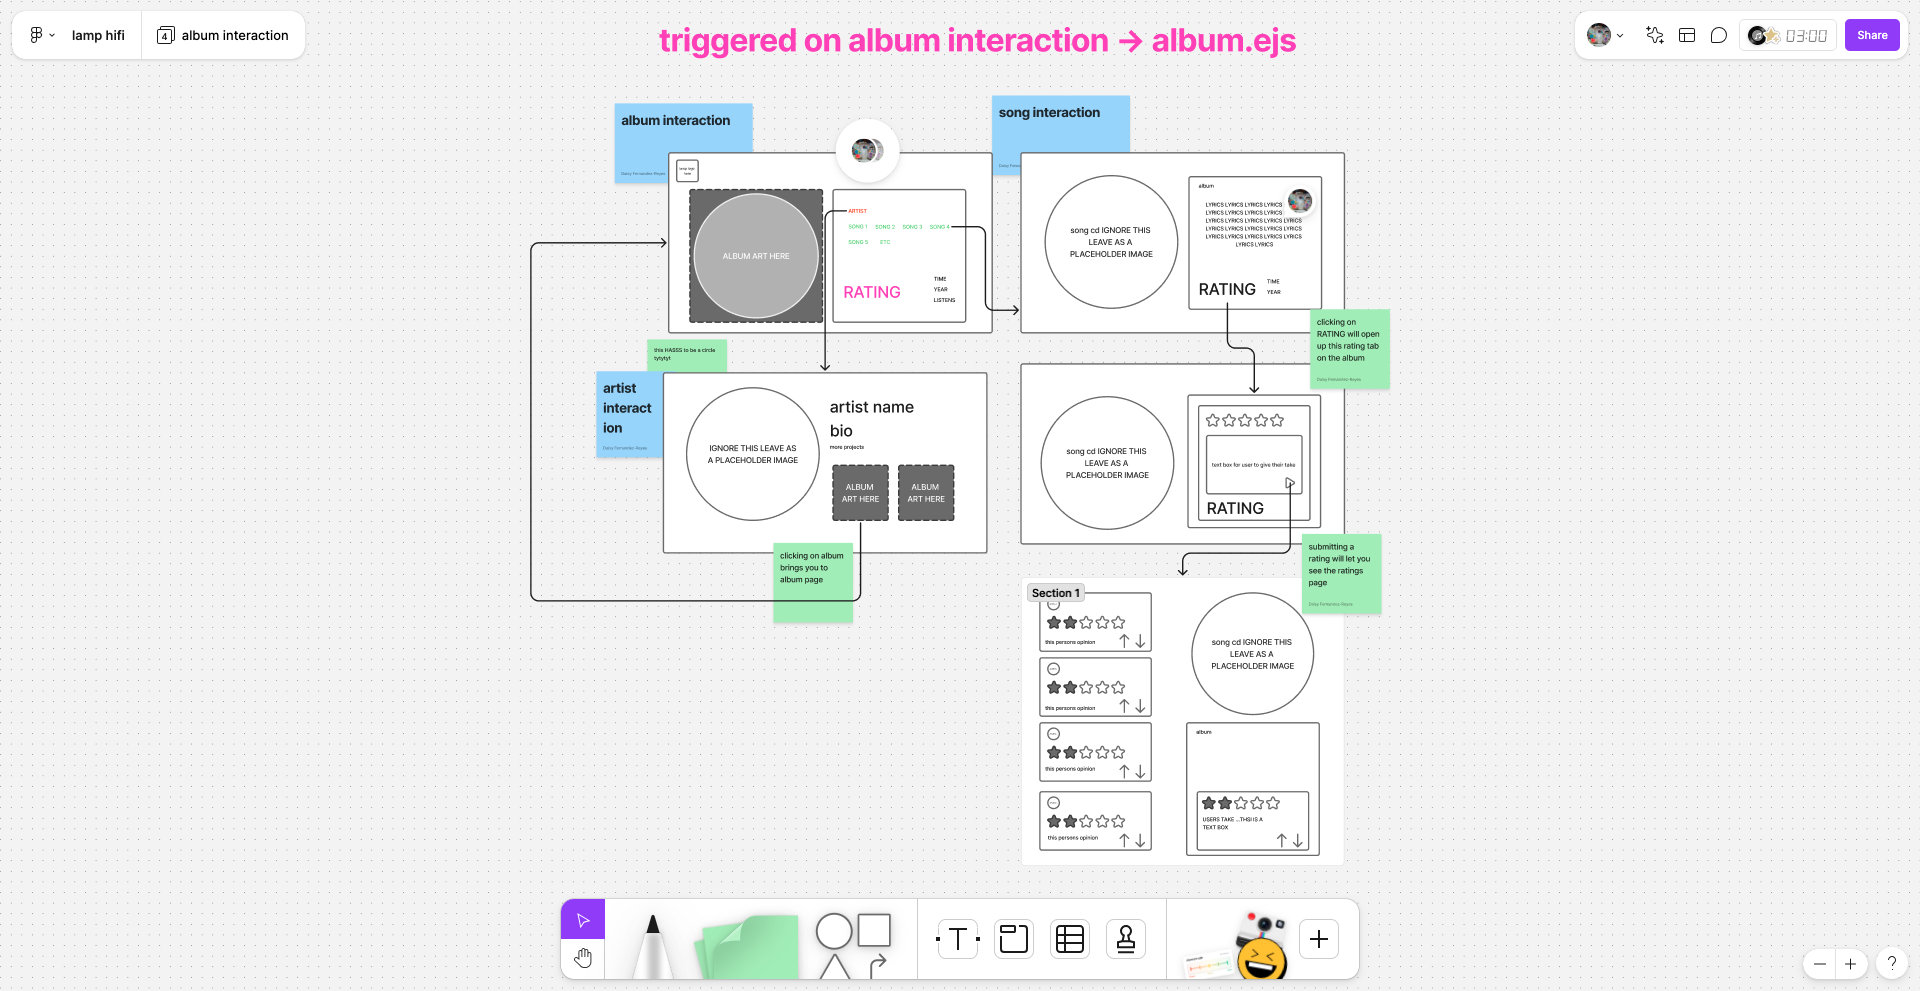 lamp hifi
4
album interaction
triggered on album interaction → album.ejs
03:00
Share
album interaction
Daisy Fernandez-Reyes
song interaction
lamp logo
here
ALBUM ART HERE
ARTIST
SONG 1 SONG 2 SONG 3 SONG 4
SONG 5 ETC
RATING
TIME
YEAR
LISTENS
song cd IGNORE THIS
LEAVE AS A
PLACEHOLDER IMAGE
album
LYRICS LYRICS LYRICS LYRICS
LYRICS LYRICS LYRICS LYRICS
LYRICS LYRICS LYRICS LYRICS LYRICS
LYRICS LYRICS LYRICS LYRICS LYRICS
LYRICS LYRICS LYRICS LYRICS LYRICS
LYRICS LYRICS
RATING
TIME
YEAR
clicking on
RATING will open
up this rating tab
on the album
Daisy Fernandez-Reyes
this HASSS to be a circle
tytytyt
artist
interact
ion
Daisy Fernandez-Reyes
IGNORE THIS LEAVE AS
A PLACEHOLDER IMAGE
artist name
bio
more projects
ALBUM
ART HERE
ALBUM
ART HERE
clicking on album
brings you to
album page
song cd IGNORE THIS
LEAVE AS A
PLACEHOLDER IMAGE
text box for user to give their take
RATING
submitting a
rating will let you
see the ratings
page
Daisy Fernandez-Reyes
Section 1
this persons opinion
this persons opinion
this persons opinion
this persons opinion
song cd IGNORE THIS
LEAVE AS A
PLACEHOLDER IMAGE
album
USERS TAKE ...THSI IS A
TEXT BOX
T
?